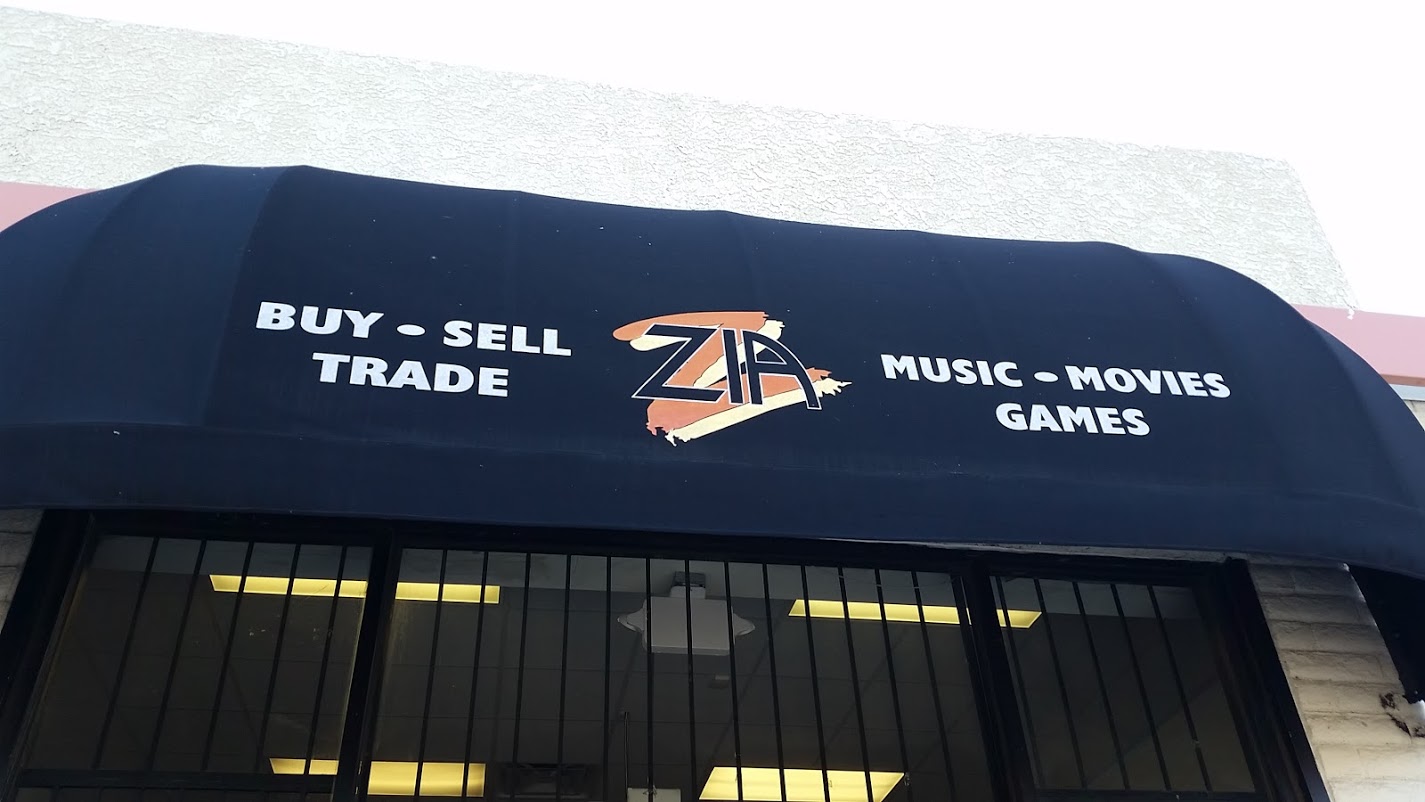 BUY • SELL
TRADE
ZIA
MUSIC • MOVIES
GAMES